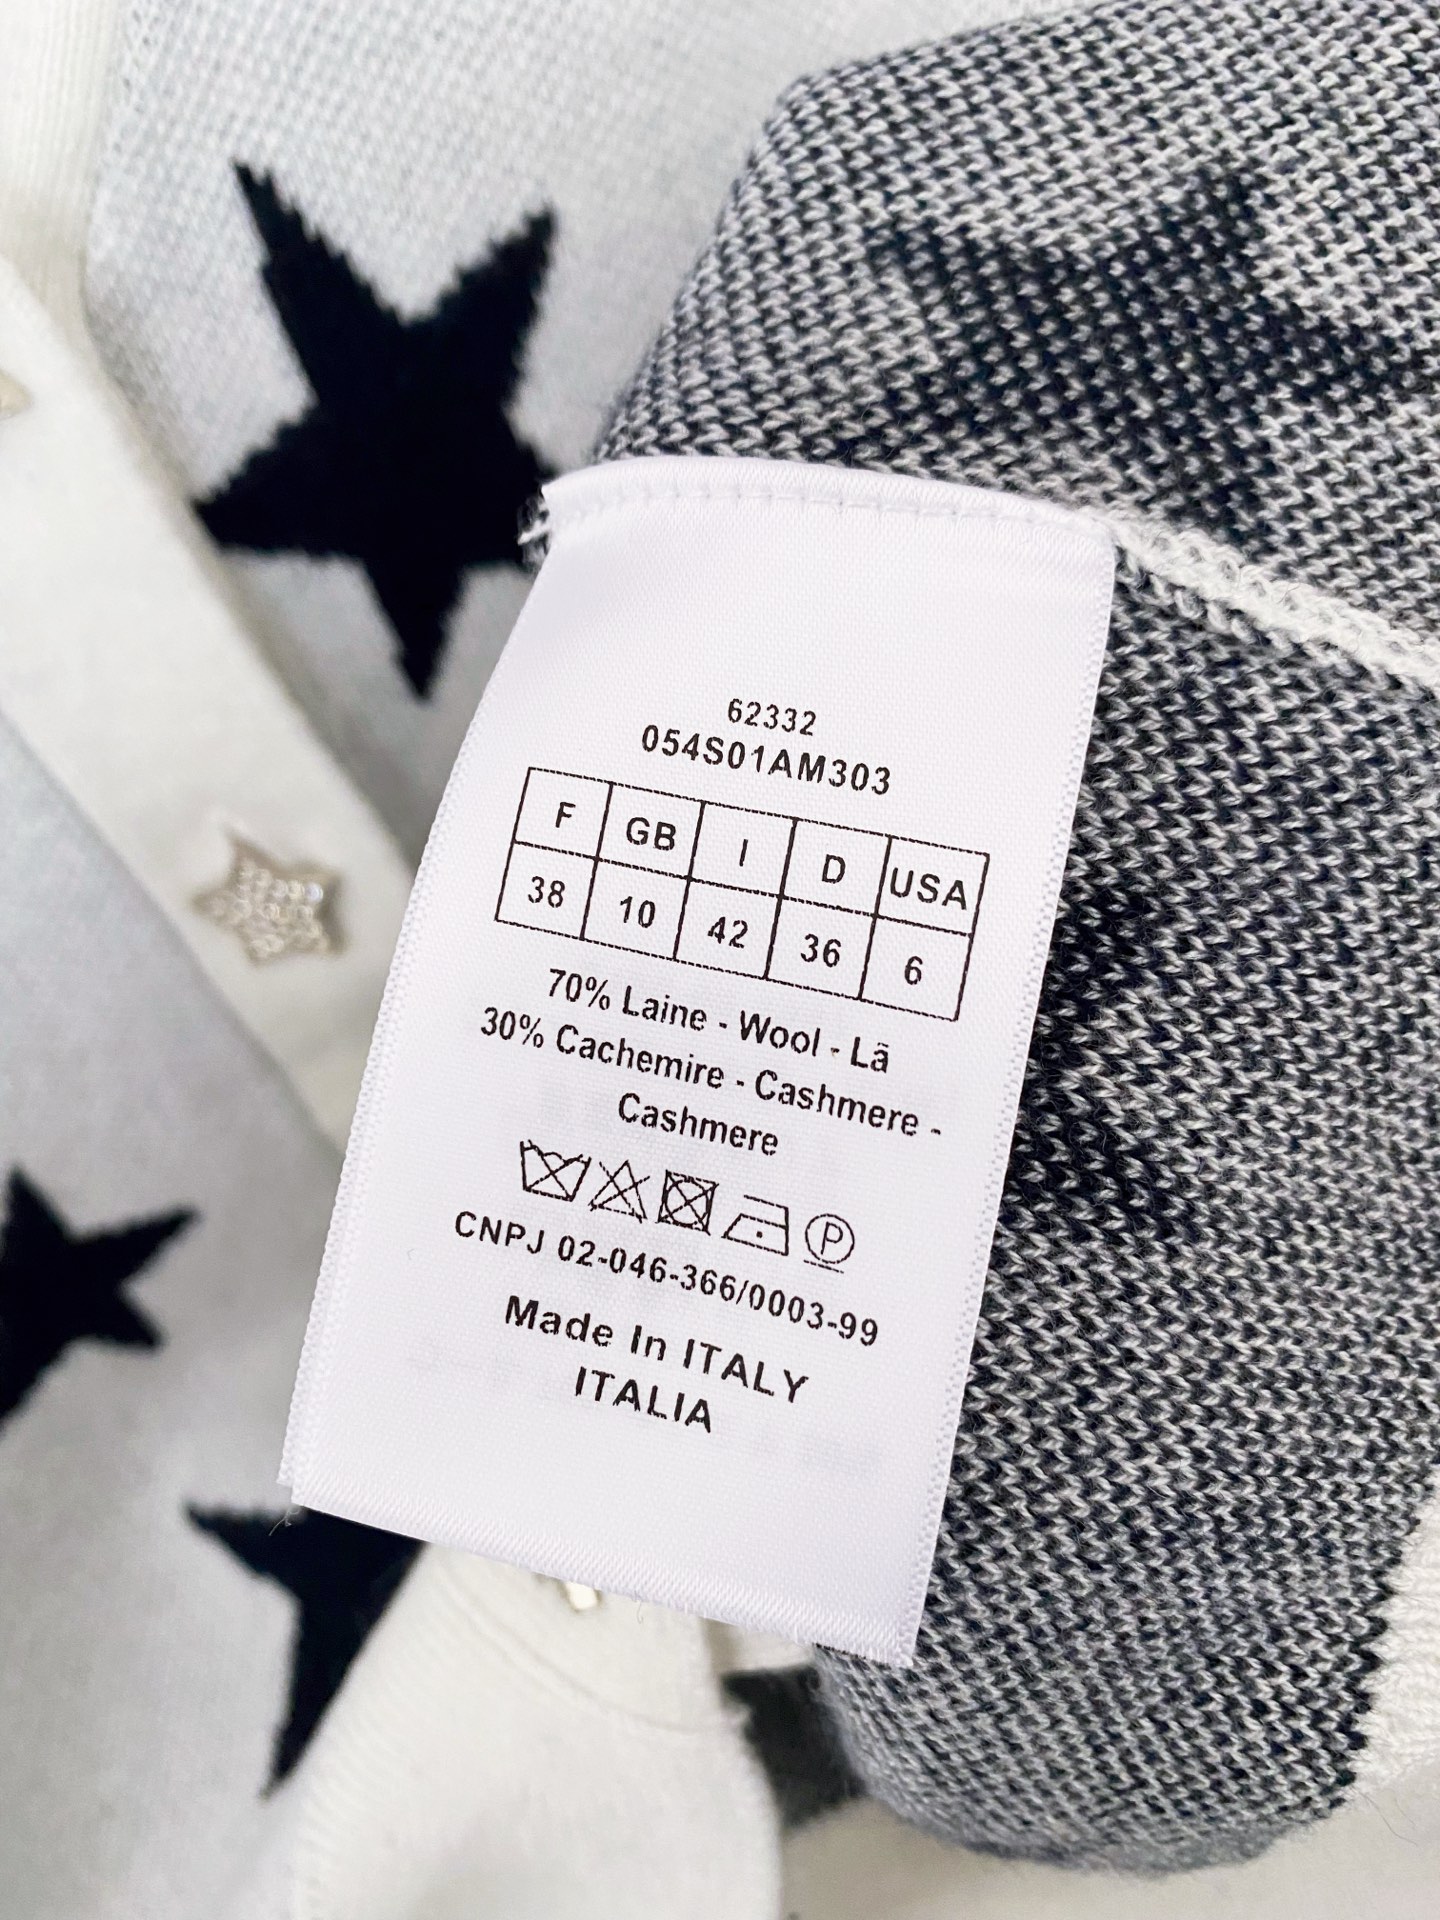 62332
054S01AM303
F GB I D USA
38 10 42 36 6
70% Laine - Wool - Lã
30% Cachemire - Cashmere -
Cashmere
P
CNPJ 02-046-366/0003-99
Made In ITALY
ITALIA